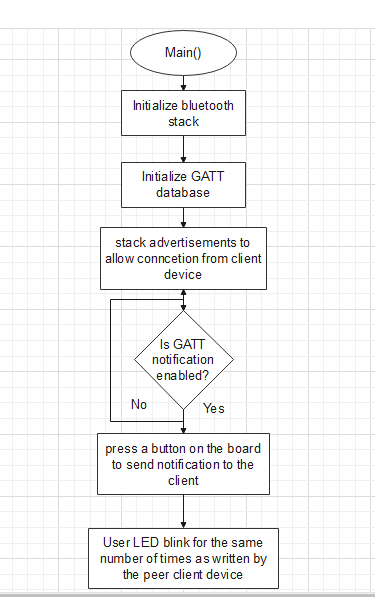 Main()
Initialize bluetooth
stack
Initialize GATT
database
stack advertisements to
allow conncetion from client
device
Is GATT
notification
enabled?
No
Yes
press a button on the board
to send notification to the
client
User LED blink for the same
number of times as written by
the peer client device